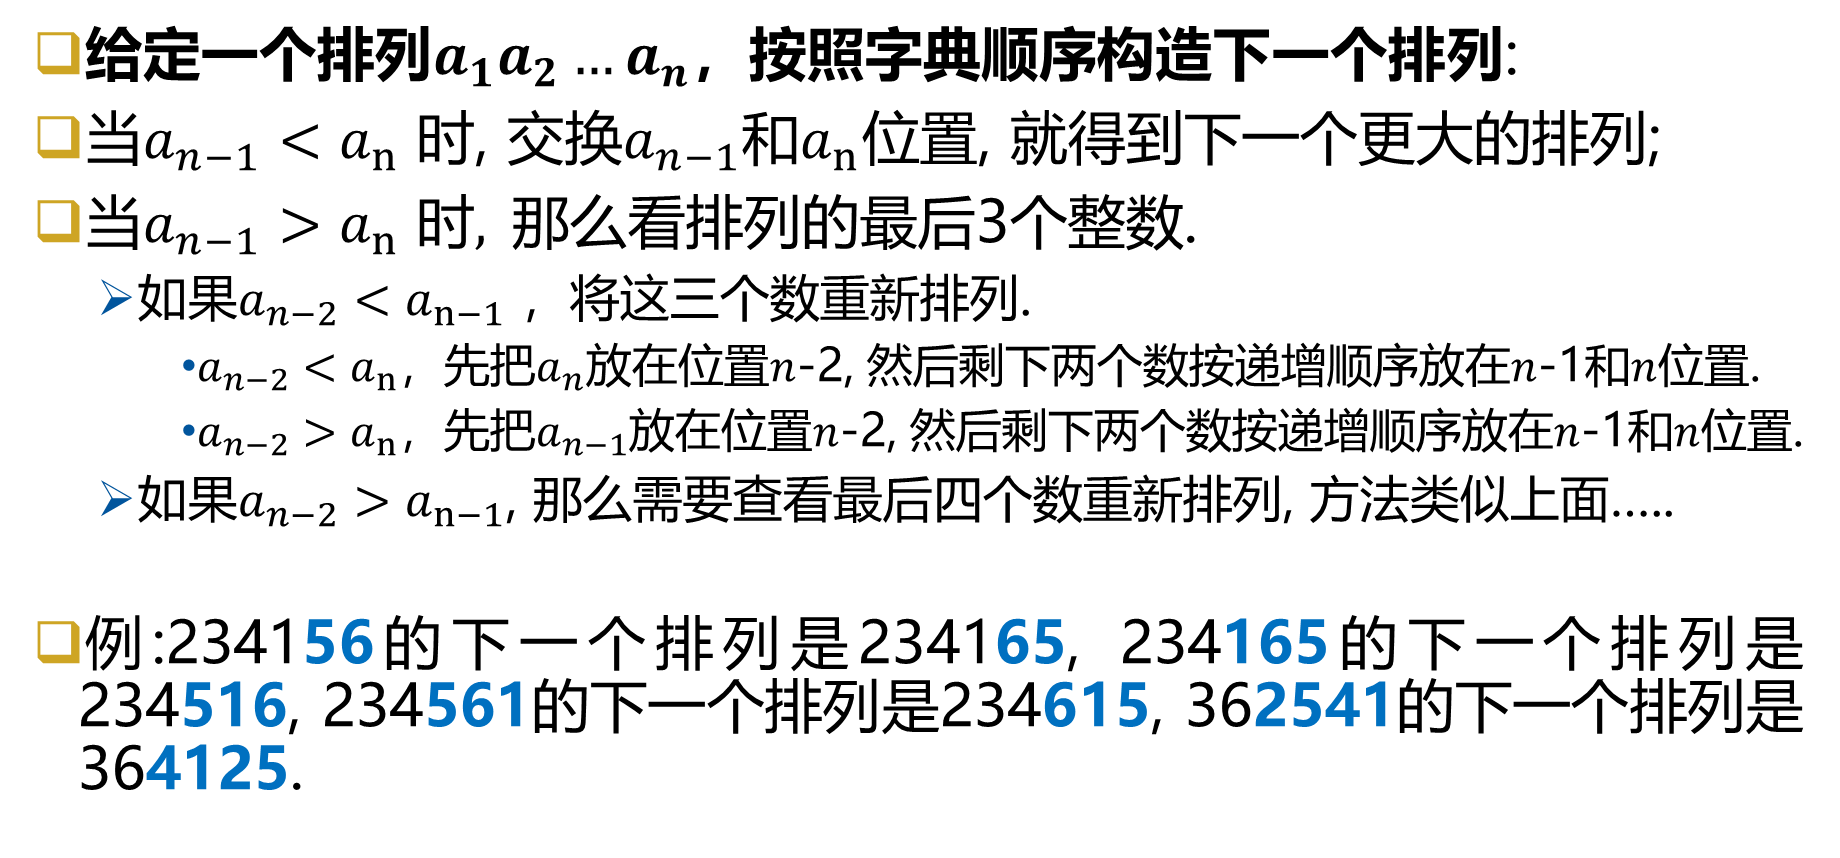 给定一个排列a₁a₂ … aₙ，按照字典顺序构造下一个排列:
当aₙ₋₁ < aₙ 时, 交换aₙ₋₁和aₙ位置, 就得到下一个更大的排列;
当aₙ₋₁ > aₙ 时, 那么看排列的最后3个整数.
如果aₙ₋₂ < aₙ₋₁ ，将这三个数重新排列.
•aₙ₋₂ < aₙ，先把aₙ放在位置n-2, 然后剩下两个数按递增顺序放在n-1和n位置.
•aₙ₋₂ > aₙ，先把aₙ₋₁放在位置n-2, 然后剩下两个数按递增顺序放在n-1和n位置.
如果aₙ₋₂ > aₙ₋₁, 那么需要查看最后四个数重新排列, 方法类似上面…..
例:234156的下一个排列是234165, 234165的下一个排列是
234516, 234561的下一个排列是234615, 362541的下一个排列是
364125.